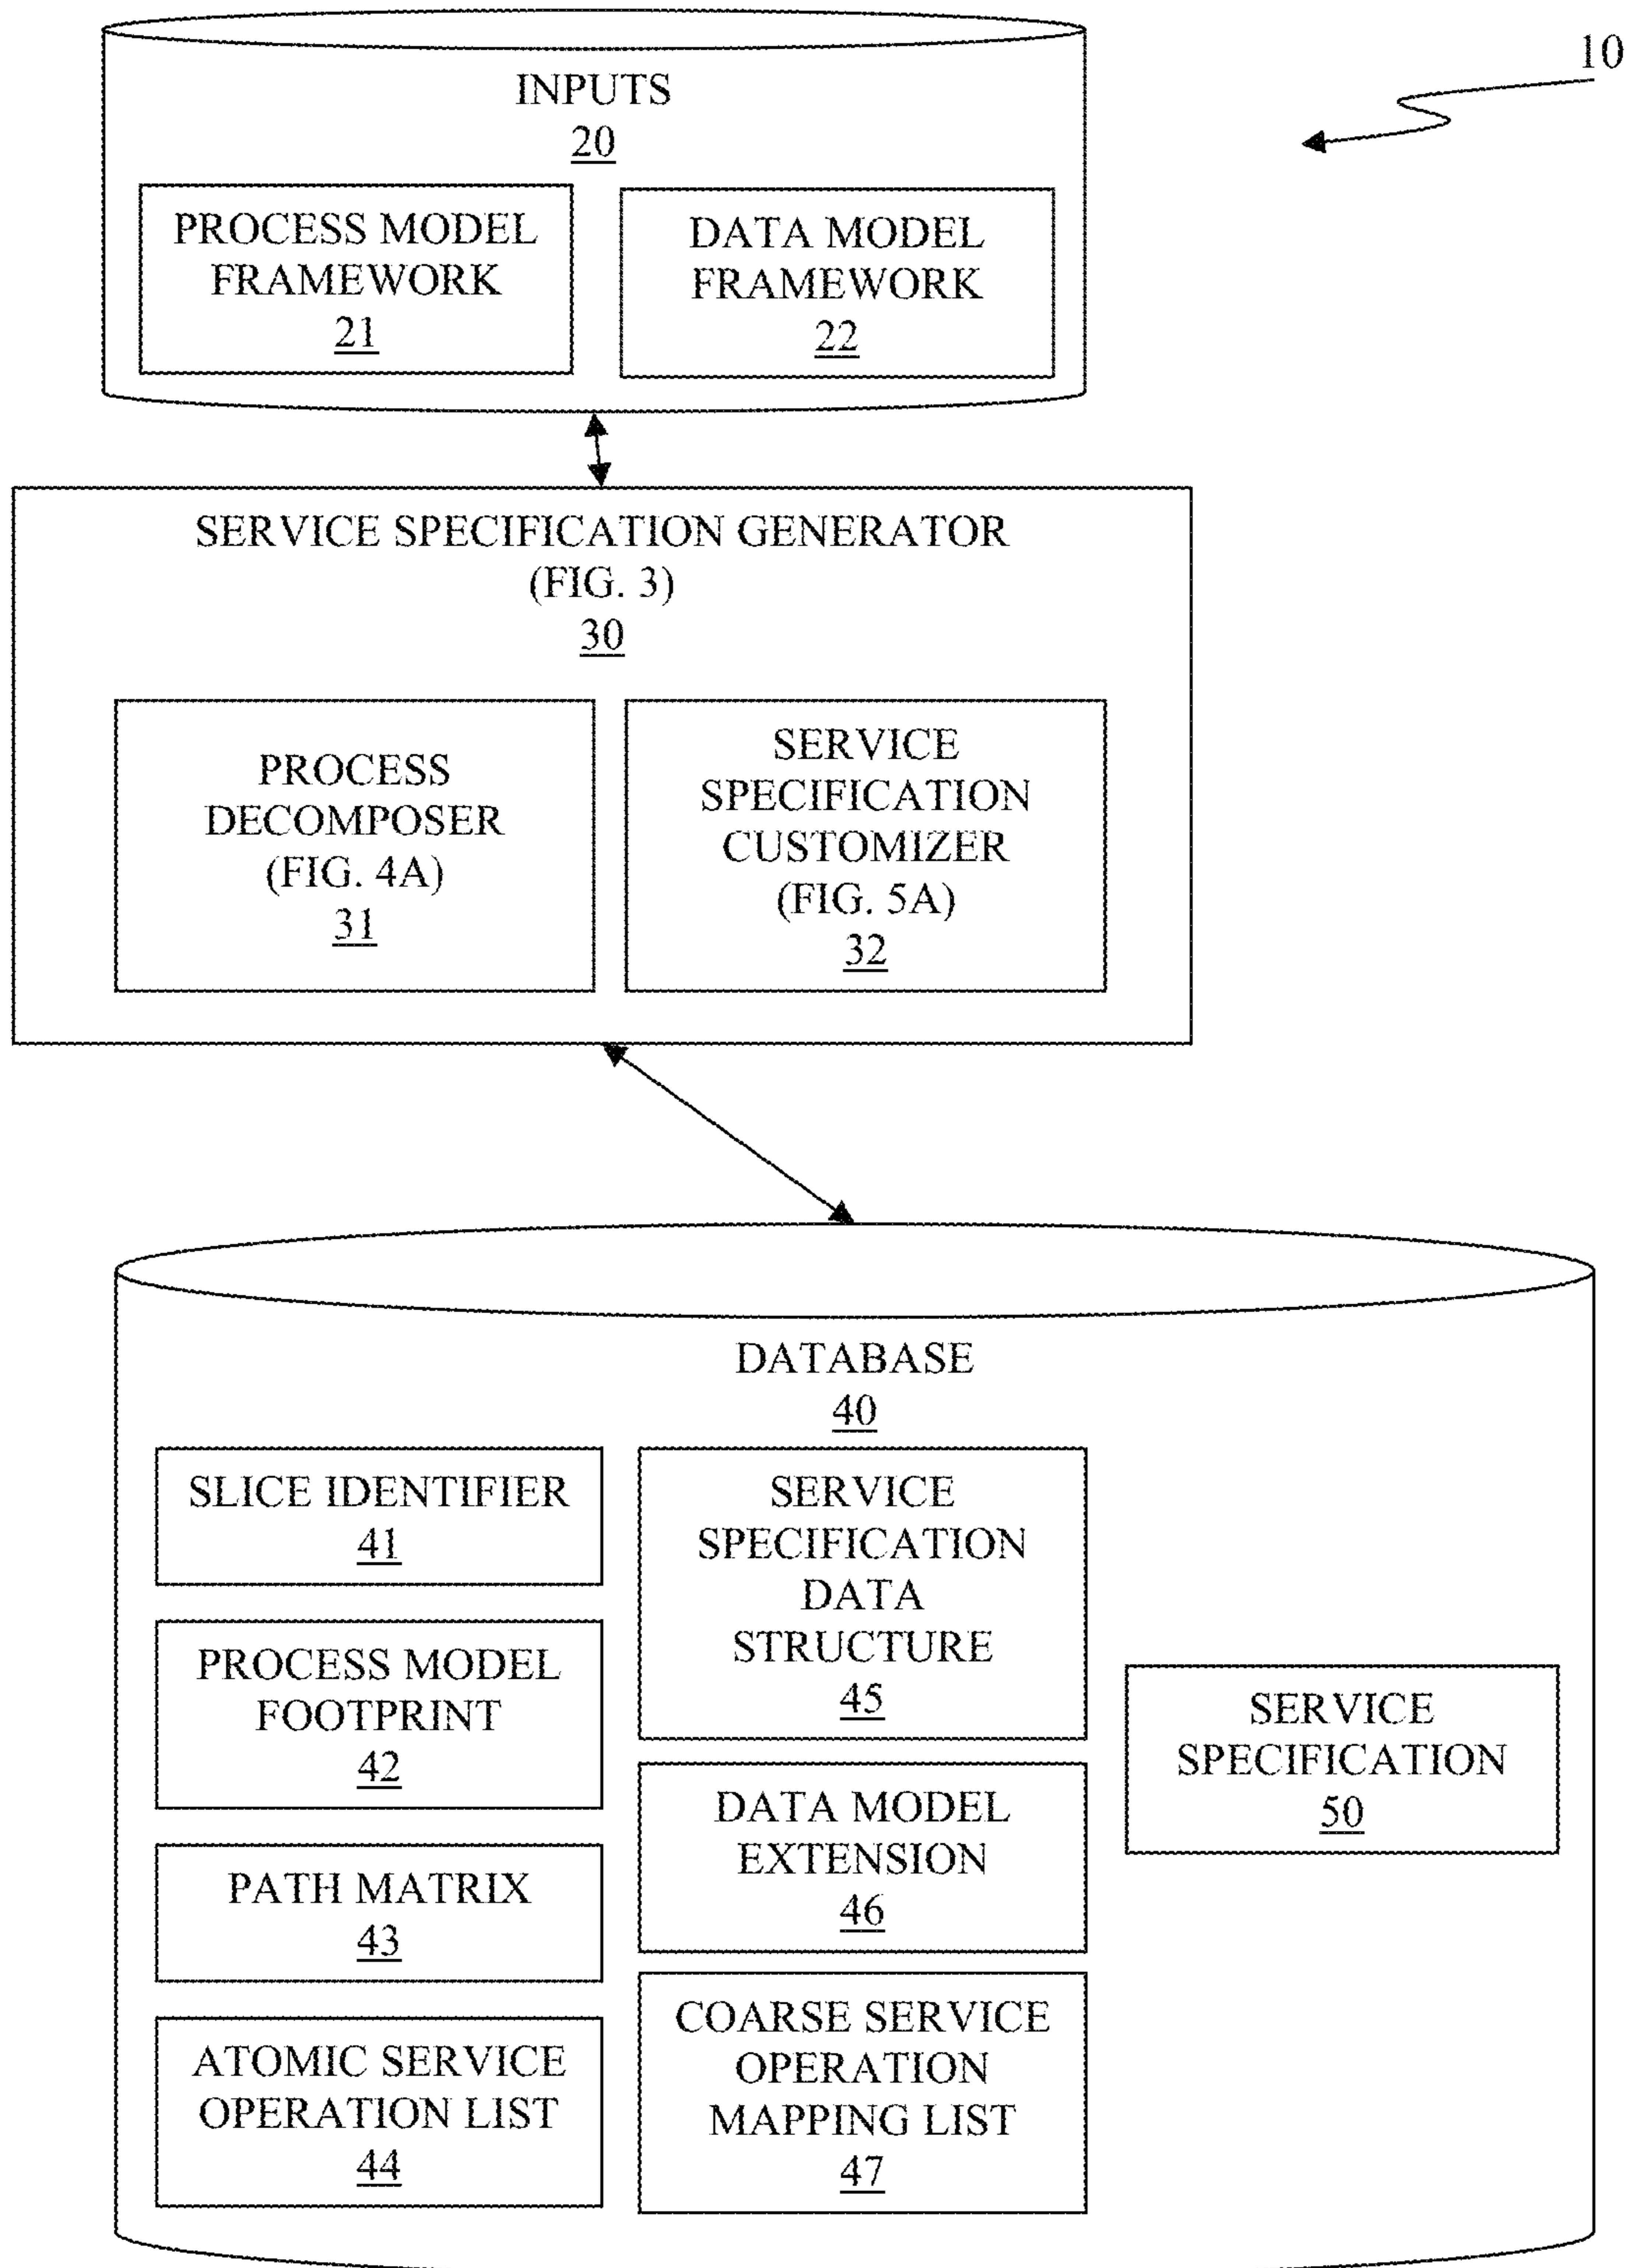 10
INPUTS
20
PROCESS MODEL
FRAMEWORK
21
DATA MODEL
FRAMEWORK
22
SERVICE SPECIFICATION GENERATOR
(FIG. 3)
30
PROCESS
DECOMPOSER
(FIG. 4A)
31
SERVICE
SPECIFICATION
CUSTOMIZER
(FIG. 5A)
32
DATABASE
40
SLICE IDENTIFIER
41
PROCESS MODEL
FOOTPRINT
42
PATH MATRIX
43
ATOMIC SERVICE
OPERATION LIST
44
SERVICE
SPECIFICATION
DATA
STRUCTURE
45
DATA MODEL
EXTENSION
46
COARSE SERVICE
OPERATION
MAPPING LIST
47
SERVICE
SPECIFICATION
50